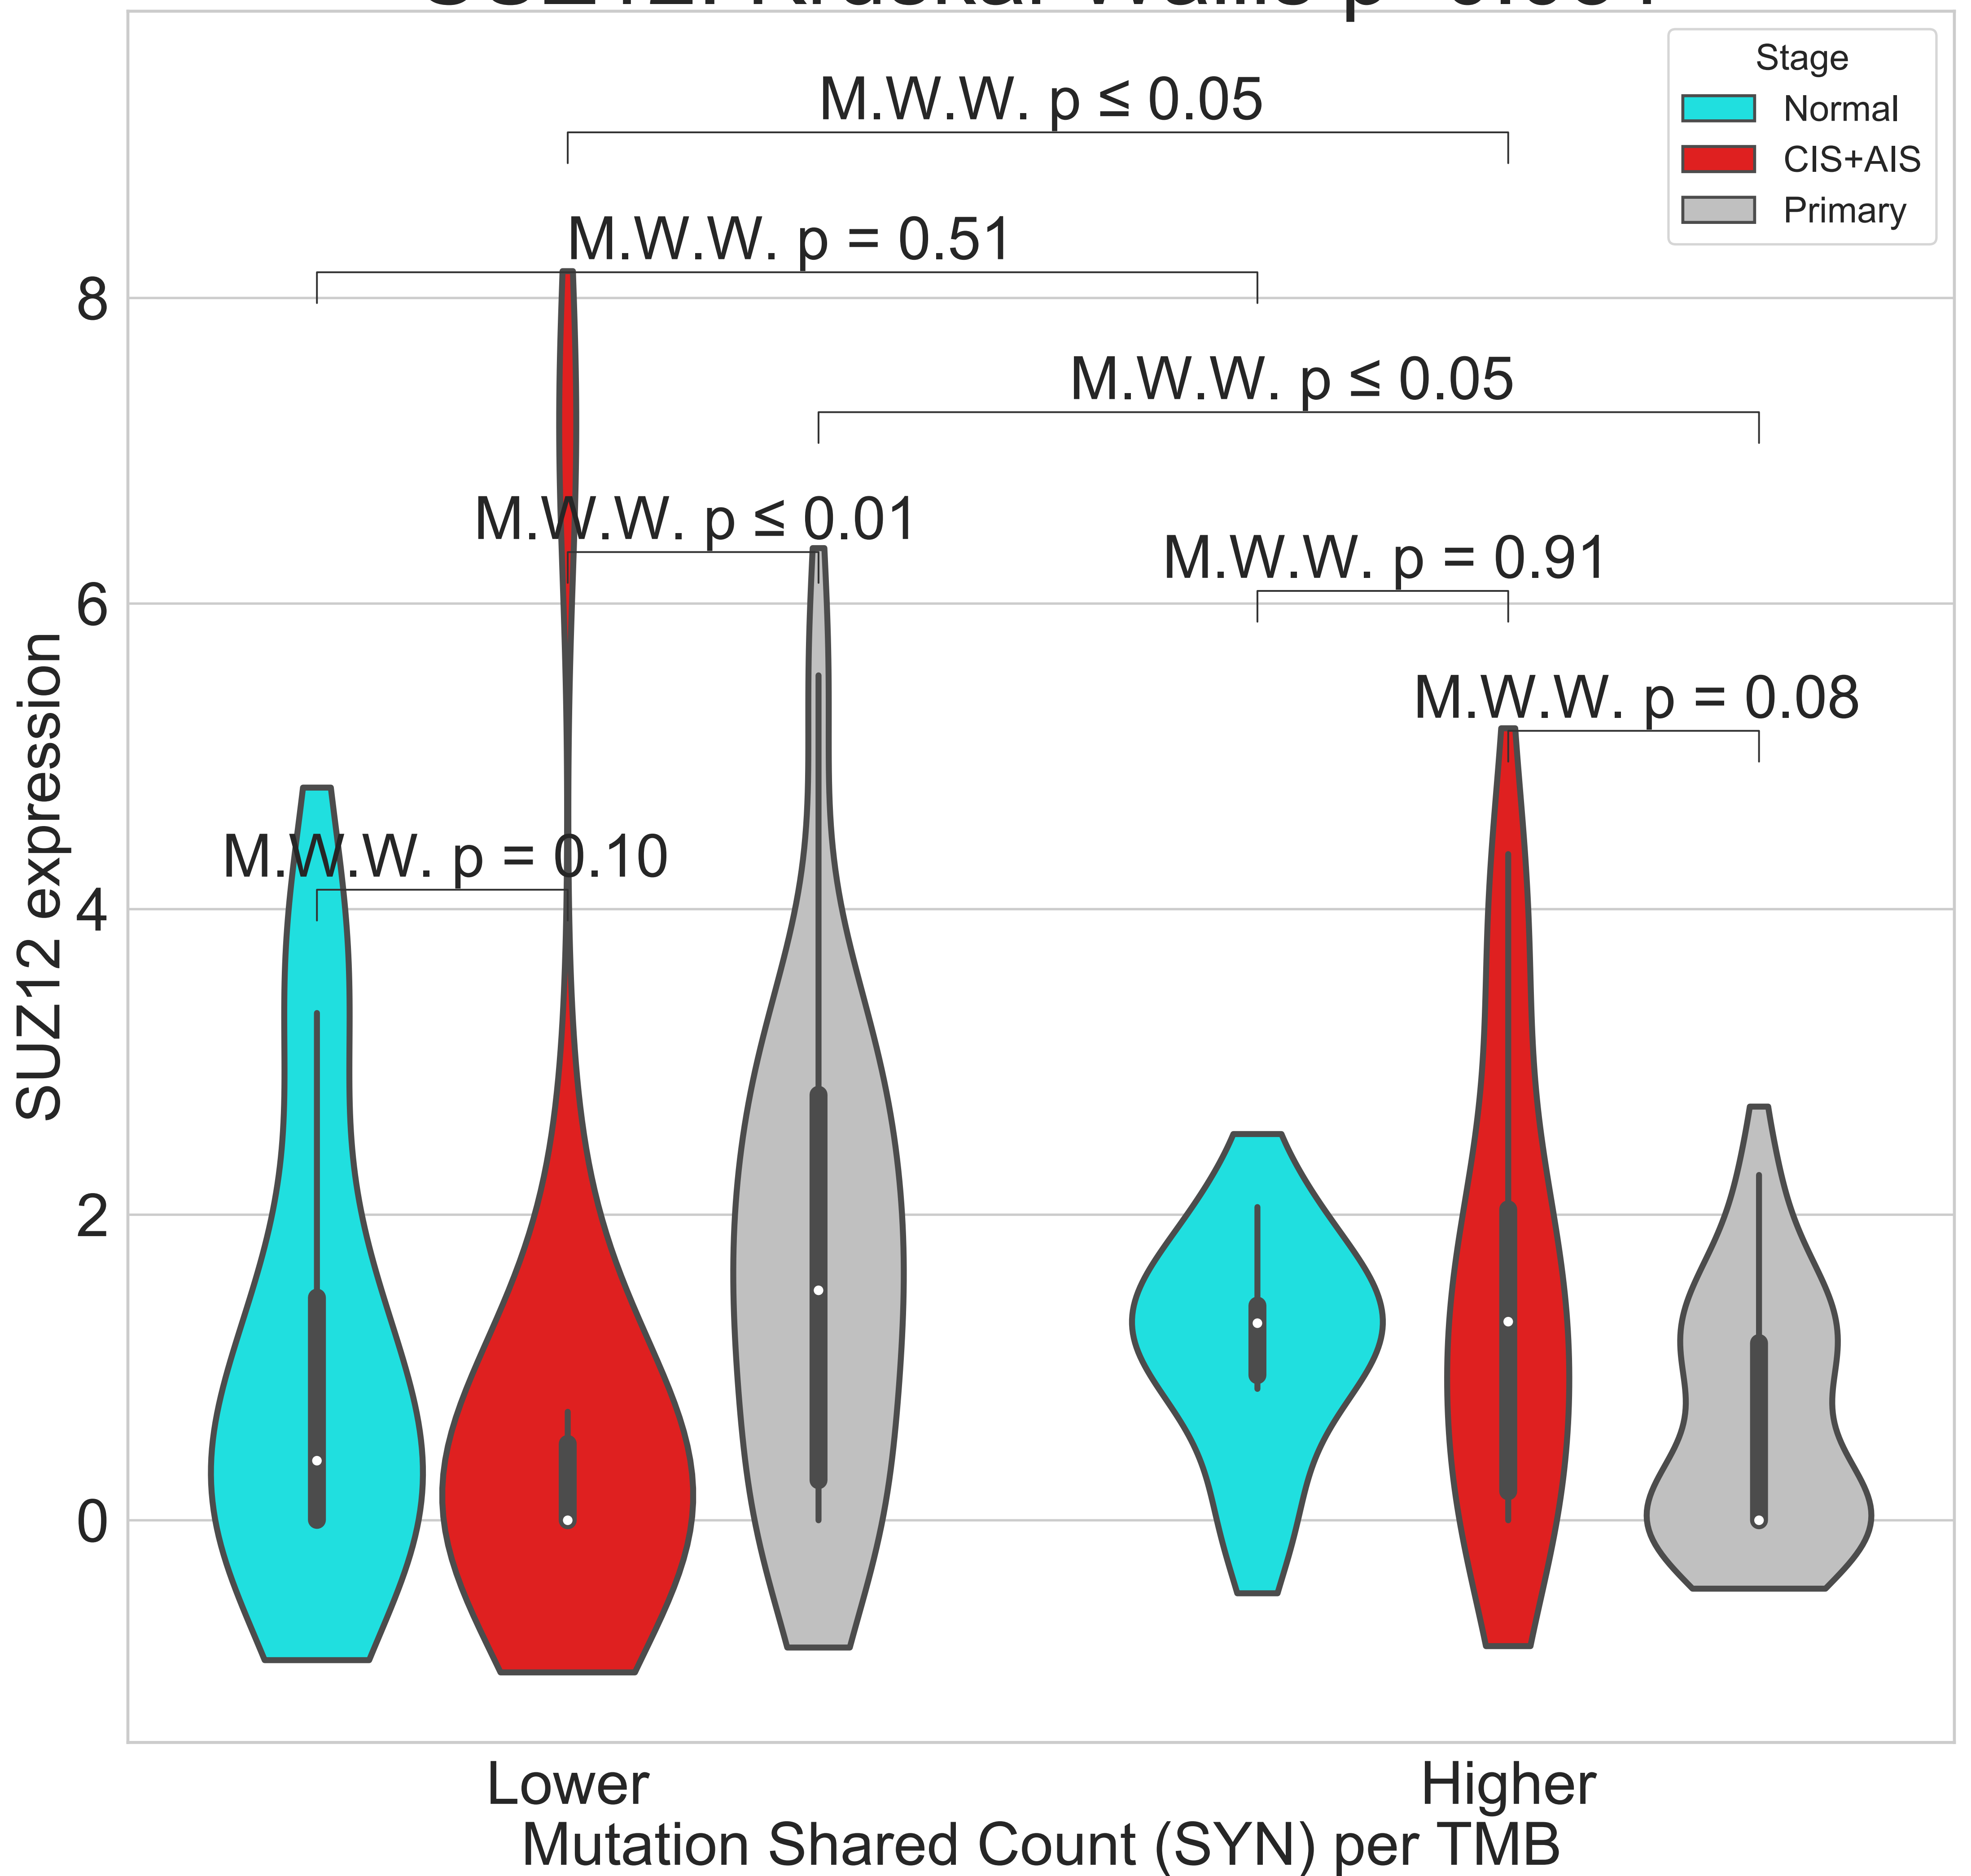 Stage
Normal
CIS+AIS
Primary
M.W.W. p ≤ 0.05
M.W.W. p = 0.51
M.W.W. p ≤ 0.05
M.W.W. p ≤ 0.01
M.W.W. p = 0.91
M.W.W. p = 0.08
M.W.W. p = 0.10
8
6
4
2
0
SUZ12 expression
Lower
Higher
Mutation Shared Count (SYN) per TMB